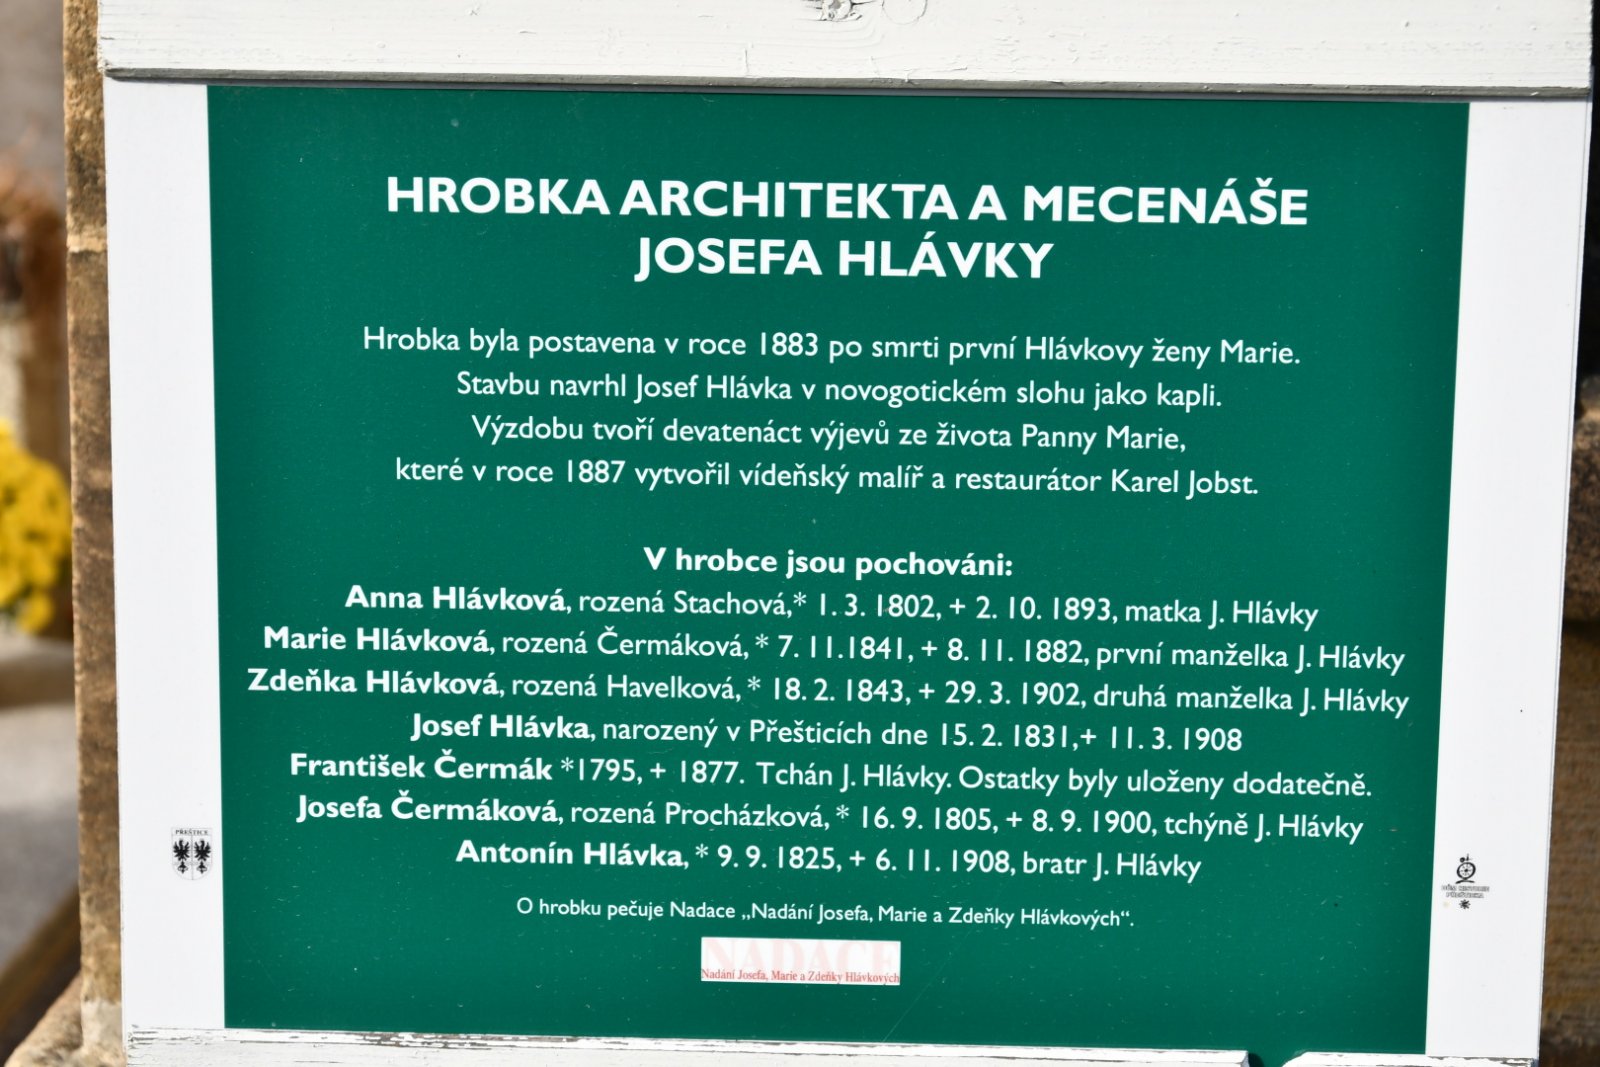 HROBKA ARCHITEKTA A MECENÁŠE
JOSEFA HLÁVKY
Hrobka byla postavena v roce 1883 po smrti první Hlávkovy ženy Marie.
Stavbu navrhl Josef Hlávka v novogotickém slohu jako kapli.
Výzdobu tvoří devatenáct výjevů ze života Panny Marie,
které v roce 1887 vytvořil vídeňský malíř a restaurátor Karel Jobst.
V hrobce jsou pochováni:
Anna Hlávková, rozená Stachová,* 1. 3. 1802, + 2. 10. 1893, matka J. Hlávky
Marie Hlávková, rozená Čermáková, * 7. 11.1841, + 8. 11. 1882, první manželka J. Hlávky
Zdeňka Hlávková, rozená Havelková, * 18. 2. 1843, + 29. 3. 1902, druhá manželka J. Hlávky
Josef Hlávka, narozený v Přešticích dne 15. 2. 1831,+ 11. 3. 1908
František Čermák *1795, + 1877. Tchán J. Hlávky. Ostatky byly uloženy dodatečně.
Josefa Čermáková, rozená Procházková, * 16. 9. 1805, + 8. 9. 1900, tchýně J. Hlávky
Antonín Hlávka, * 9. 9. 1825, + 6. 11. 1908, bratr J. Hlávky
O hrobku pečuje Nadace „Nadání Josefa, Marie a Zdeňky Hlávkových“.
NADACE
Nadání Josefa, Marie a Zdeňky Hlávkových
PŘEŠTICE
DŮM HISTORIE
PŘEŠTICKA